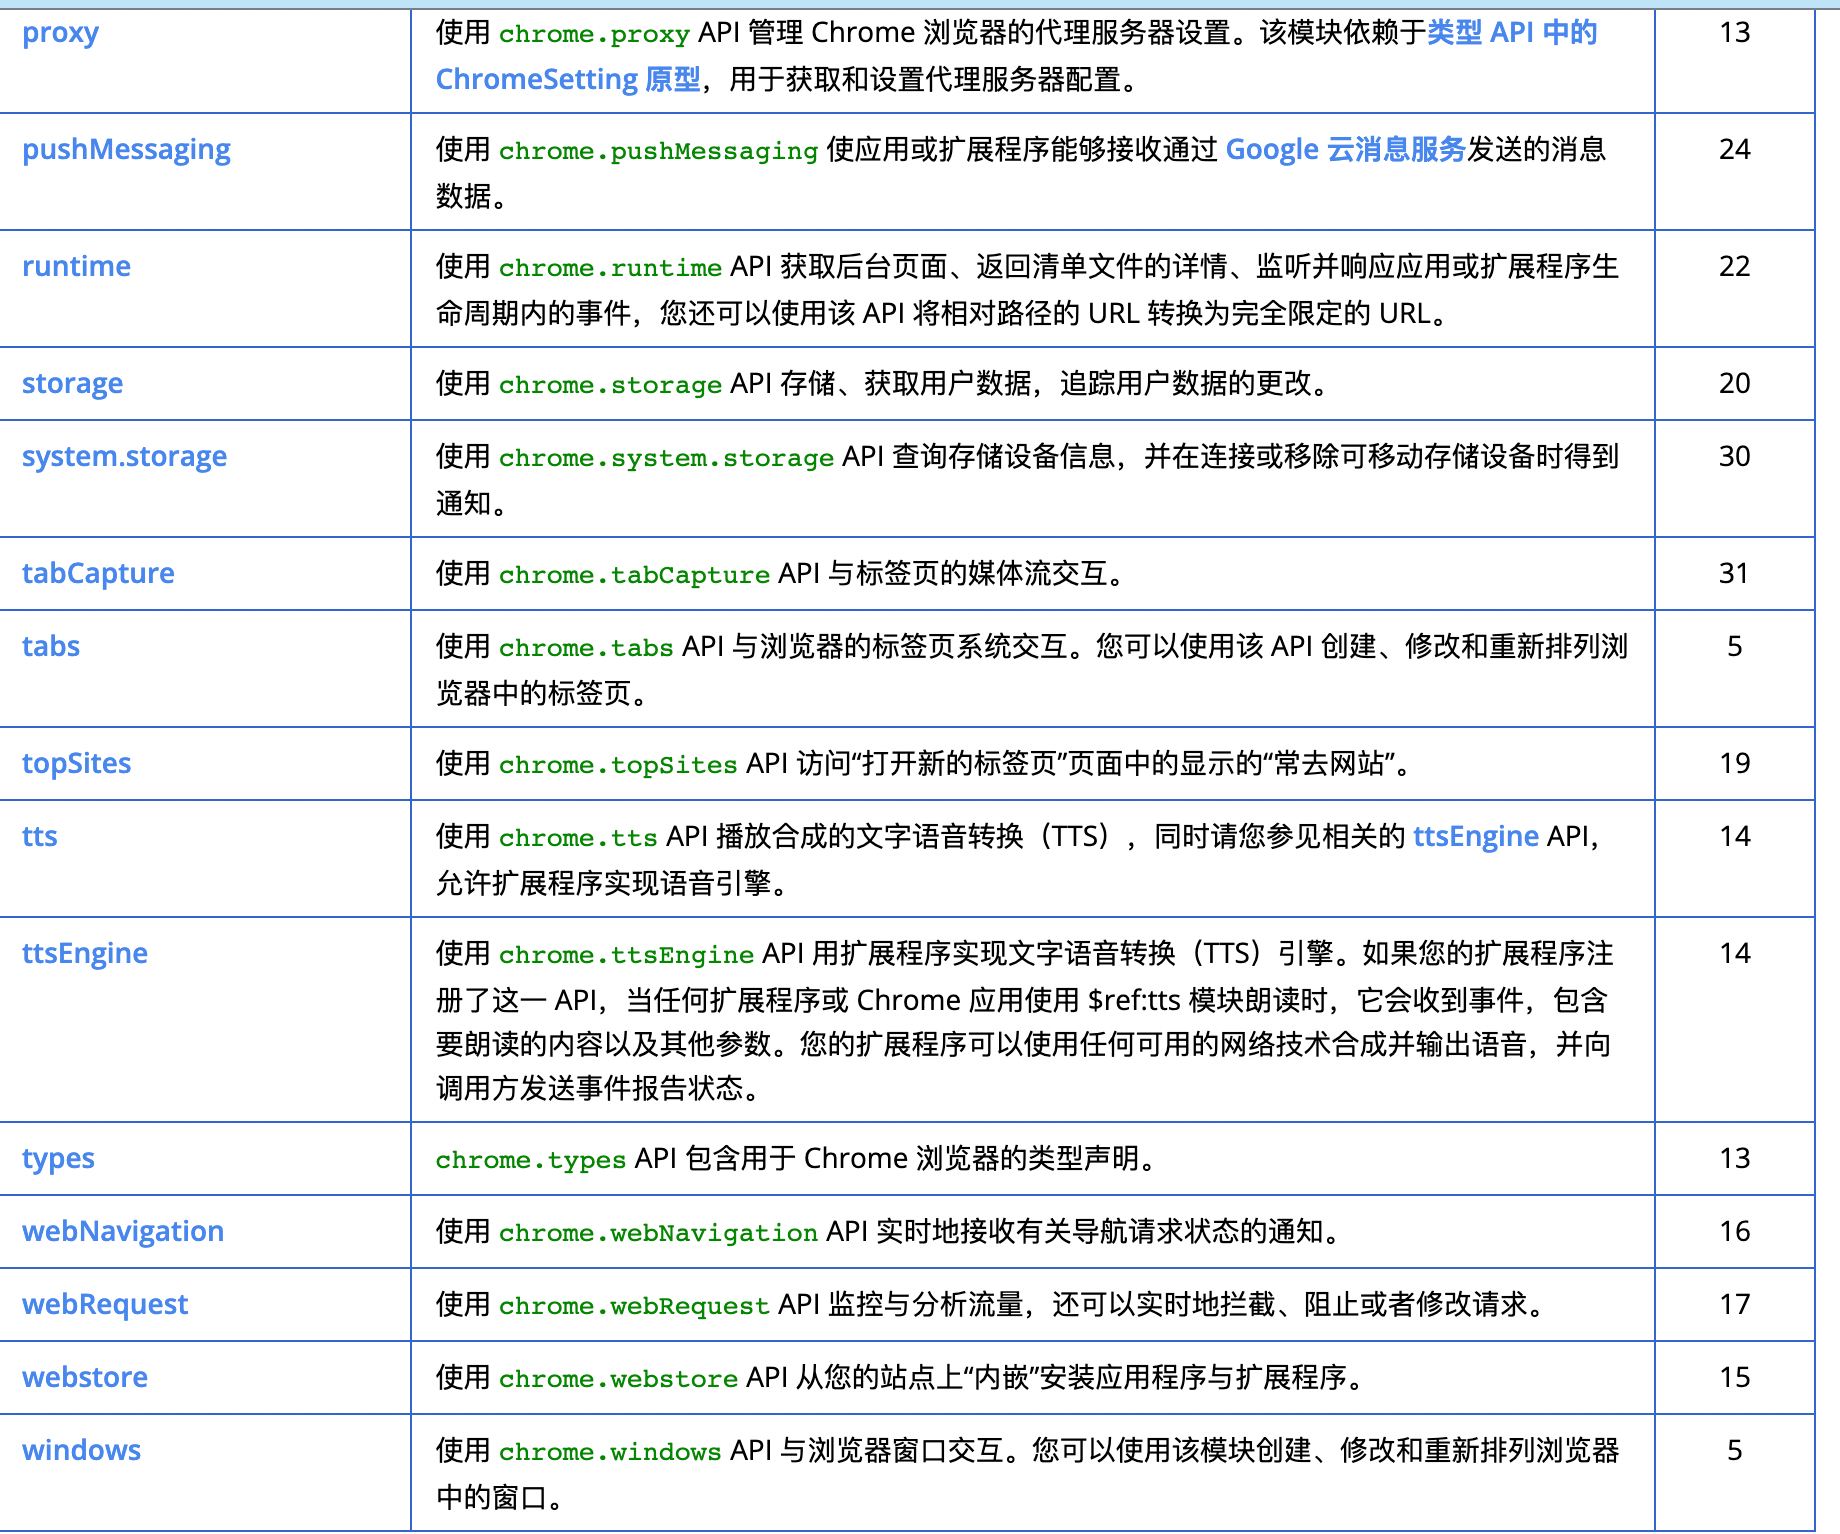 proxy
使用 chrome.proxy API 管理 Chrome 浏览器的代理服务器设置。该模块依赖于类型 API 中的
ChromeSetting 原型，用于获取和设置代理服务器配置。
13
pushMessaging
使用 chrome.pushMessaging 使应用或扩展程序能够接收通过 Google 云消息服务发送的消息
数据。
24
runtime
使用 chrome.runtime API 获取后台页面、返回清单文件的详情、监听并响应应用或扩展程序生
命周期内的事件，您还可以使用该 API 将相对路径的 URL 转换为完全限定的 URL。
22
storage
使用 chrome.storage API 存储、获取用户数据，追踪用户数据的更改。
20
system.storage
使用 chrome.system.storage API 查询存储设备信息，并在连接或移除可移动存储设备时得到
通知。
30
tabCapture
使用 chrome.tabCapture API 与标签页的媒体流交互。
31
tabs
使用 chrome.tabs API 与浏览器的标签页系统交互。您可以使用该 API 创建、修改和重新排列浏
览器中的标签页。
5
topSites
使用 chrome.topSites API 访问“打开新的标签页”页面中的显示的“常去网站”。
19
tts
使用 chrome.tts API 播放合成的文字语音转换（TTS），同时请您参见相关的 ttsEngine API，
允许扩展程序实现语音引擎。
14
ttsEngine
使用 chrome.ttsEngine API 用扩展程序实现文字语音转换（TTS）引擎。如果您的扩展程序注
册了这一 API，当任何扩展程序或 Chrome 应用使用 $ref:tts 模块朗读时，它会收到事件，包含
要朗读的内容以及其他参数。您的扩展程序可以使用任何可用的网络技术合成并输出语音，并向
调用方发送事件报告状态。
14
types
chrome.types API 包含用于 Chrome 浏览器的类型声明。
13
webNavigation
使用 chrome.webNavigation API 实时地接收有关导航请求状态的通知。
16
webRequest
使用 chrome.webRequest API 监控与分析流量，还可以实时地拦截、阻止或者修改请求。
17
webstore
使用 chrome.webstore API 从您的站点上“内嵌”安装应用程序与扩展程序。
15
windows
使用 chrome.windows API 与浏览器窗口交互。您可以使用该模块创建、修改和重新排列浏览器
中的窗口。
5